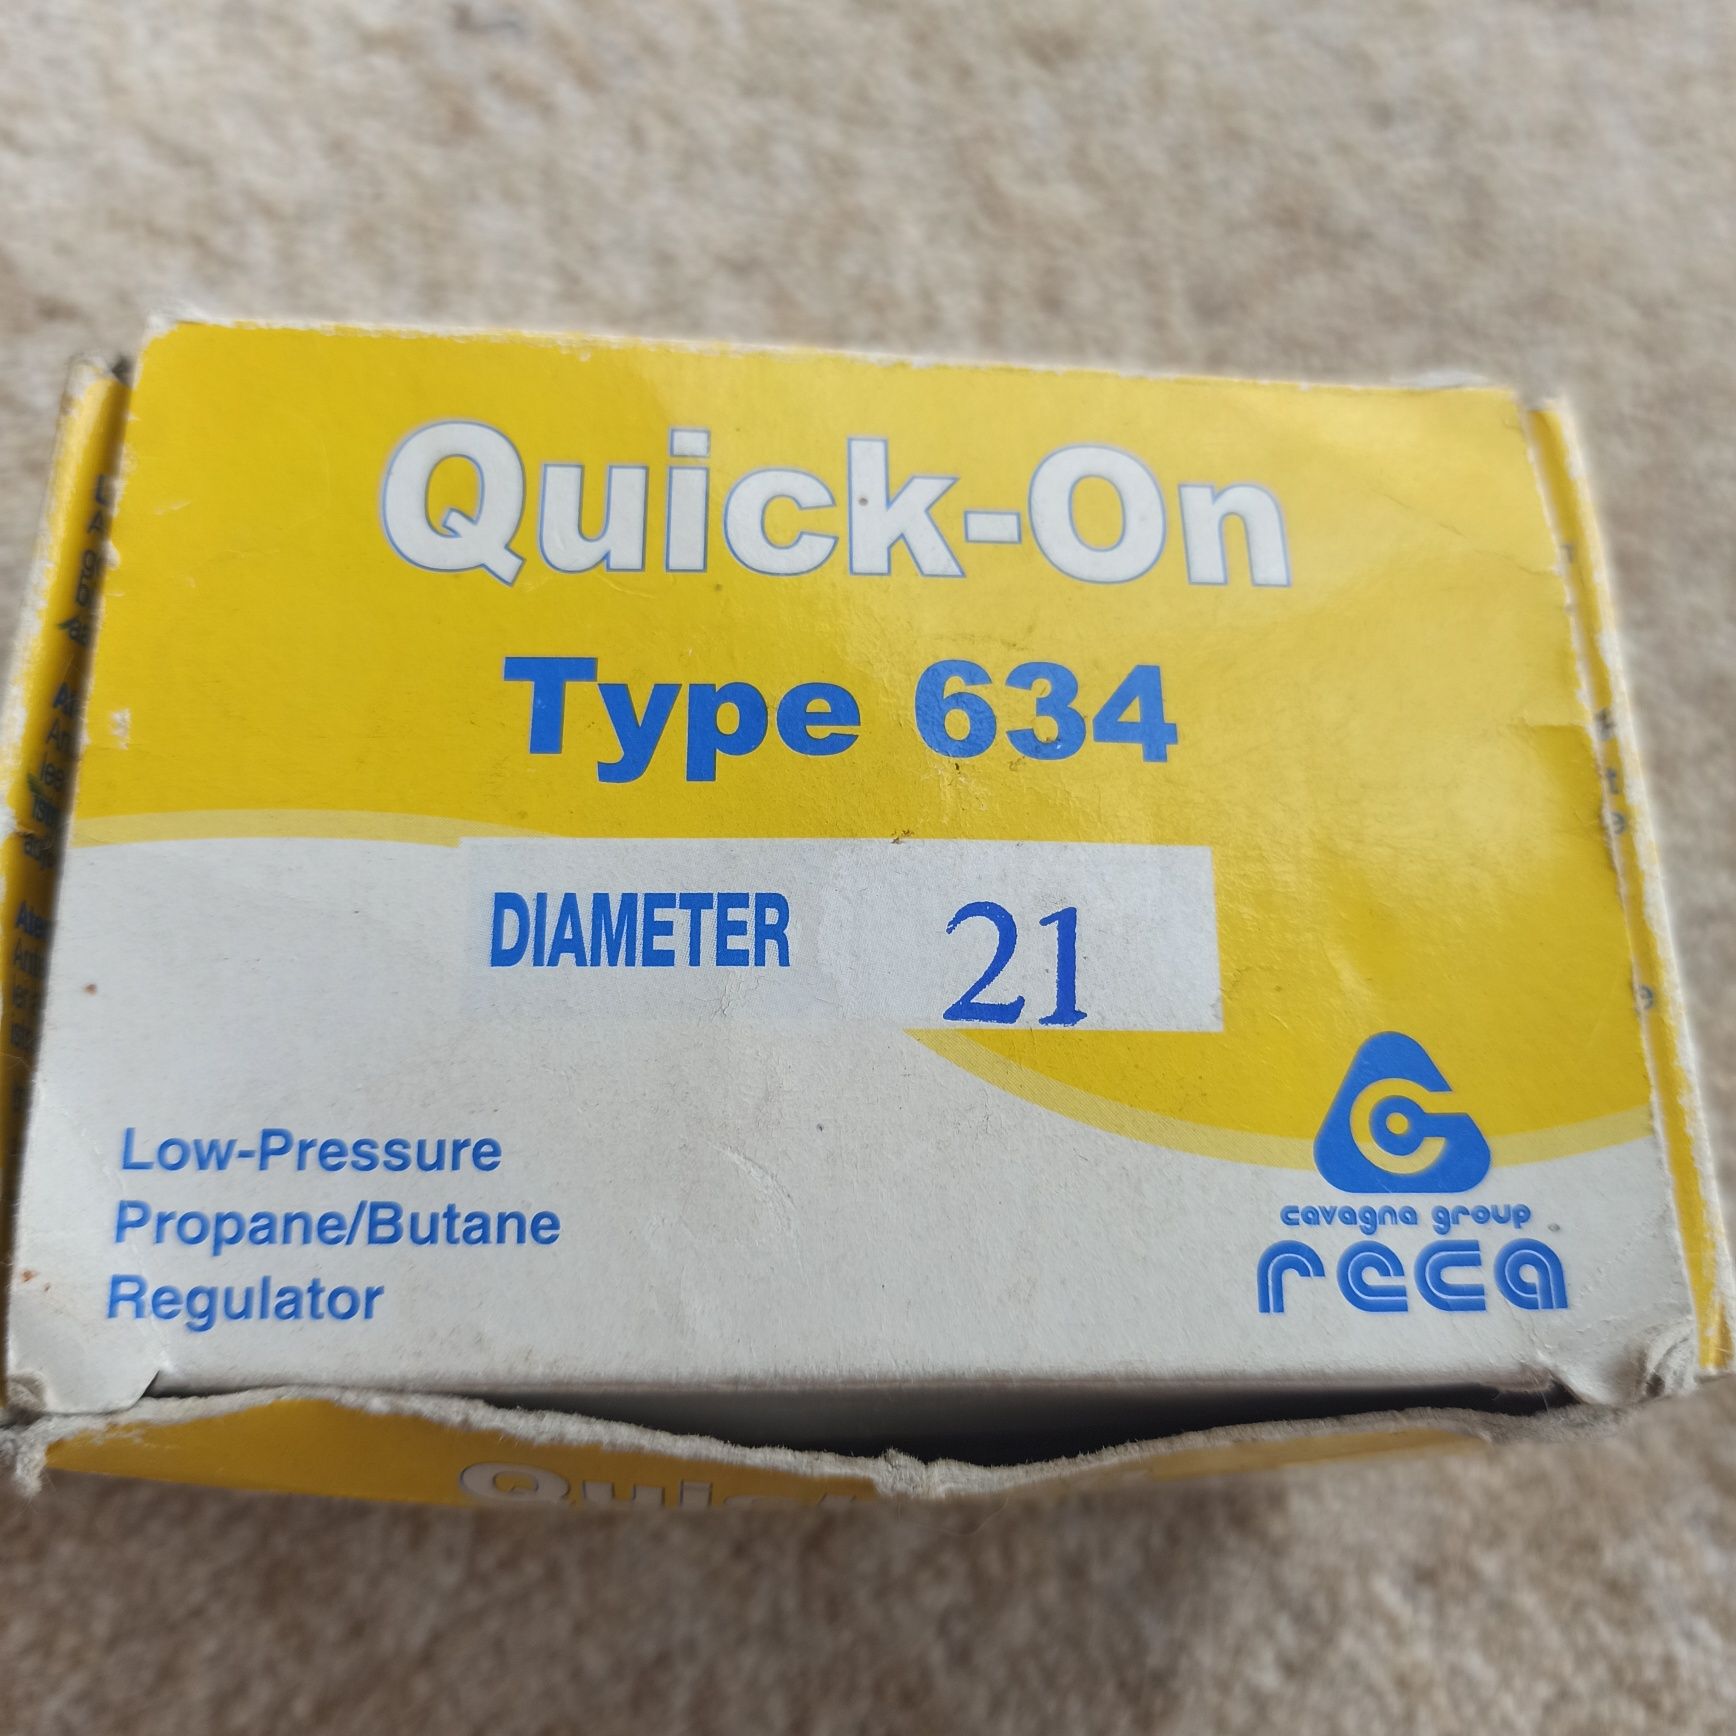 Quick-On
Type 634
DIAMETER 21
Low-Pressure
Propane/Butane
Regulator
cavagna group
reca